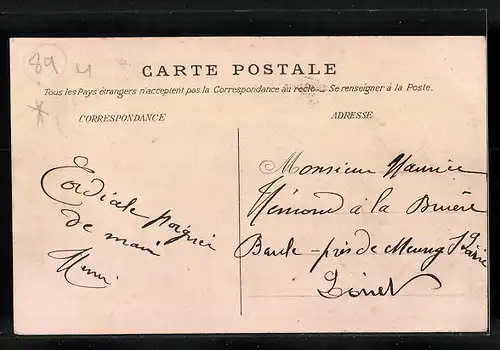 89 4
CARTE POSTALE
Tous les Pays étrangers n'acceptent pas la Correspondance au recto. - Se renseigner à la Poste.
CORRESPONDANCE
ADRESSE
Cordiale poignée
de main
Henri
Monsieur Maurice
Hémond à la Bruère
Baule - près de Meung s/ Loire
Loiret